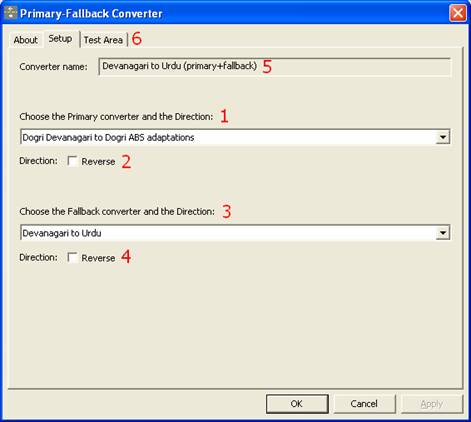 Primary-Fallback Converter
About Setup Test Area 6
Converter name: Devanagari to Urdu (primary+fallback) 5
Choose the Primary converter and the Direction: 1
Dogri Devanagari to Dogri ABS adaptations
Direction: Reverse 2
Choose the Fallback converter and the Direction: 3
Devanagari to Urdu
Direction: Reverse 4
OK Cancel Apply